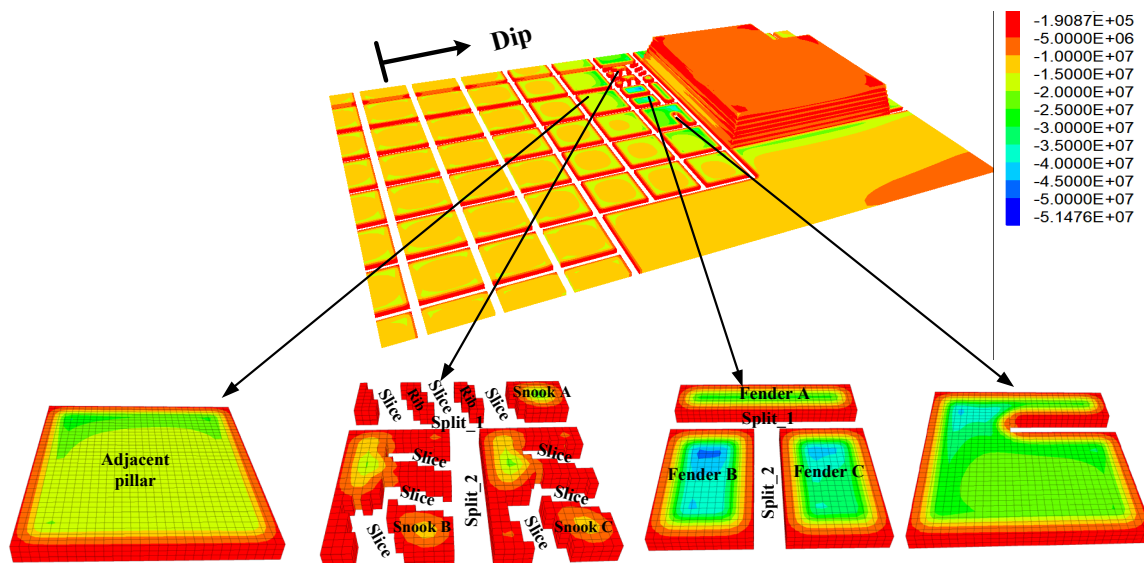 Dip
-1.9087E+05
-5.0000E+06
-1.0000E+07
-1.5000E+07
-2.0000E+07
-2.5000E+07
-3.0000E+07
-3.5000E+07
-4.0000E+07
-4.5000E+07
-5.0000E+07
-5.1476E+07
Adjacent
pillar
Slice
Rib
Slice
Rib
Slice
Snook A
Split_1
Slice
Slice
Slice
Slice
Split_2
Slice
Snook B
Slice
Snook C
Fender A
Split_1
Fender B
Fender C
Split_2